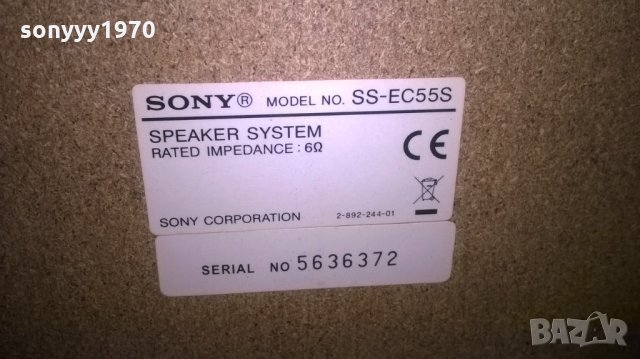 sonyyy1970
SONY® MODEL NO. SS-EC55S
SPEAKER SYSTEM
RATED IMPEDANCE : 6Ω
CE
SONY CORPORATION 2-892-244-01
SERIAL NO 5636372
BAZAR